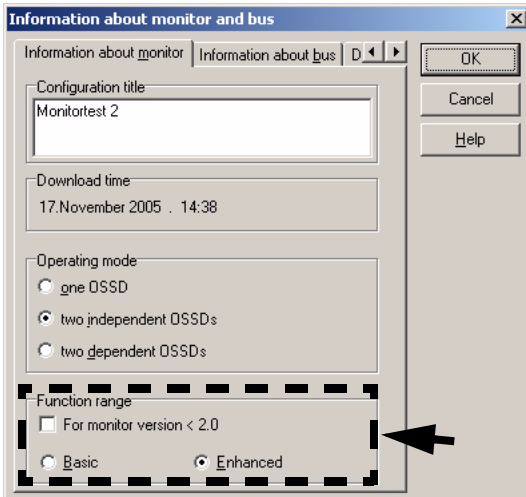 Information about monitor and bus
Information about monitor Information about bus D
OK
Configuration title
Monitortest 2
Cancel
Help
Download time
17.November 2005 . 14:38
Operating mode
one OSSD
two independent OSSDs
two dependent OSSDs
Function range
For monitor version < 2.0
Basic Enhanced